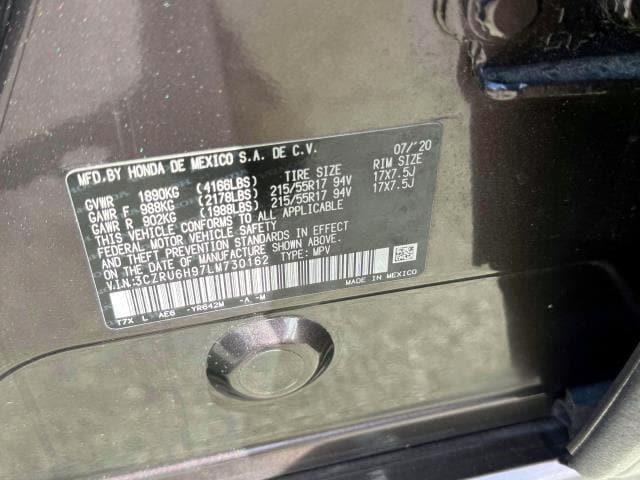 MFD.BY HONDA DE MEXICO S.A. DE C.V. 07/'20
TIRE SIZE RIM SIZE
GVWR 1890KG (4166LBS)
GAWR F 988KG (2178LBS) 215/55R17 94V 17X7.5J
GAWR R 902KG (1988LBS) 215/55R17 94V 17X7.5J
THIS VEHICLE CONFORMS TO ALL APPLICABLE
FEDERAL MOTOR VEHICLE SAFETY
AND THEFT PREVENTION STANDARDS IN EFFECT
ON THE DATE OF MANUFACTURE SHOWN ABOVE.
V.I.N:3CZRU6H97LM730162 TYPE: MPV
MADE IN MEXICO
T7X L AE6 -YR642M -A -M